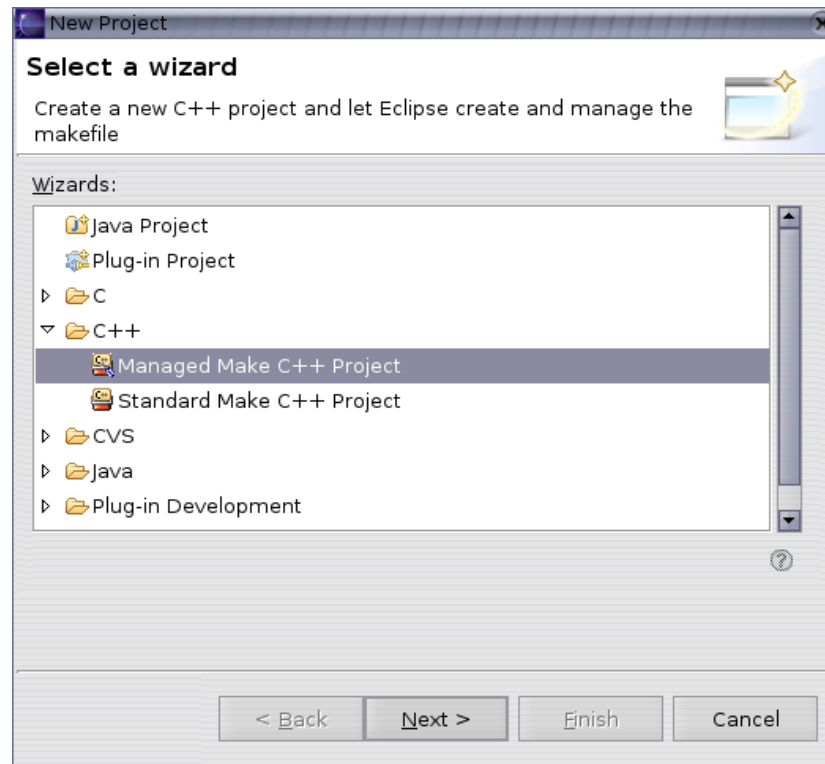 New Project
Select a wizard
Create a new C++ project and let Eclipse create and manage the
makefile
Wizards:
Java Project
Plug-in Project
C
C++
Managed Make C++ Project
Standard Make C++ Project
CVS
Java
Plug-in Development
< Back Next > Finish Cancel